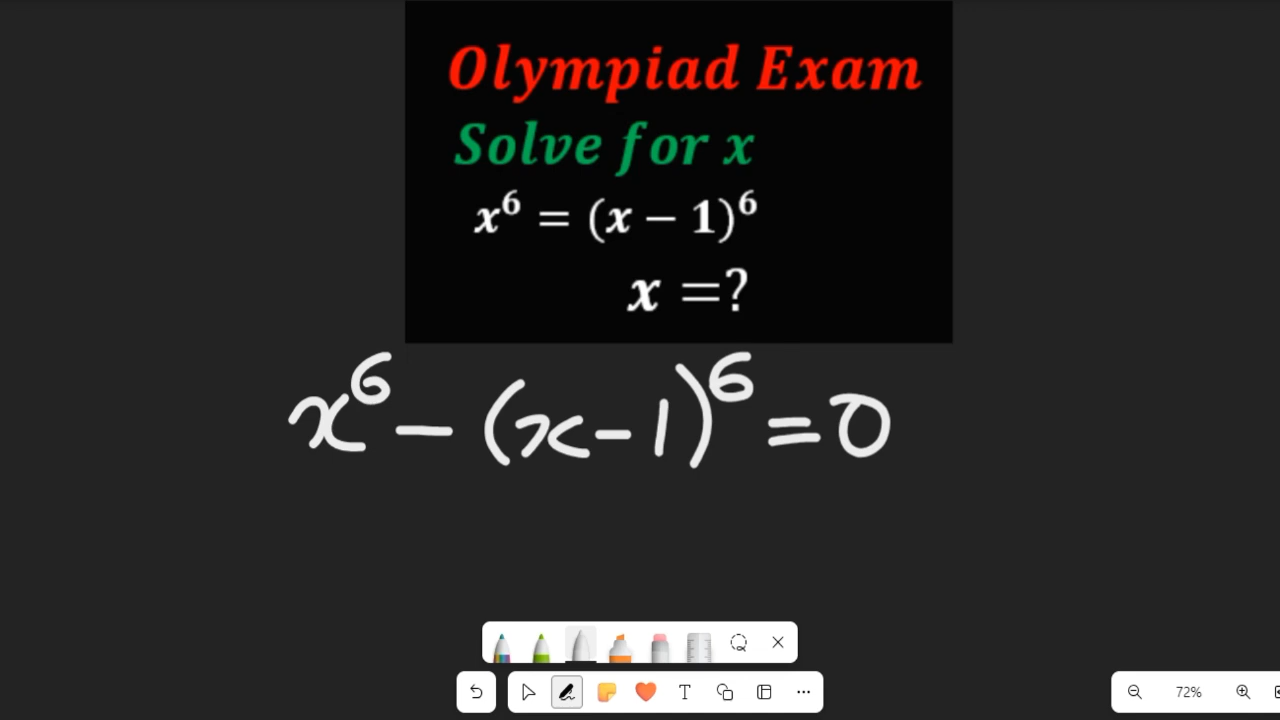 Olympiad Exam
Solve for x
x⁶ = (x − 1)⁶
x =?
x⁶ − (x − 1)⁶ = 0
T
72%